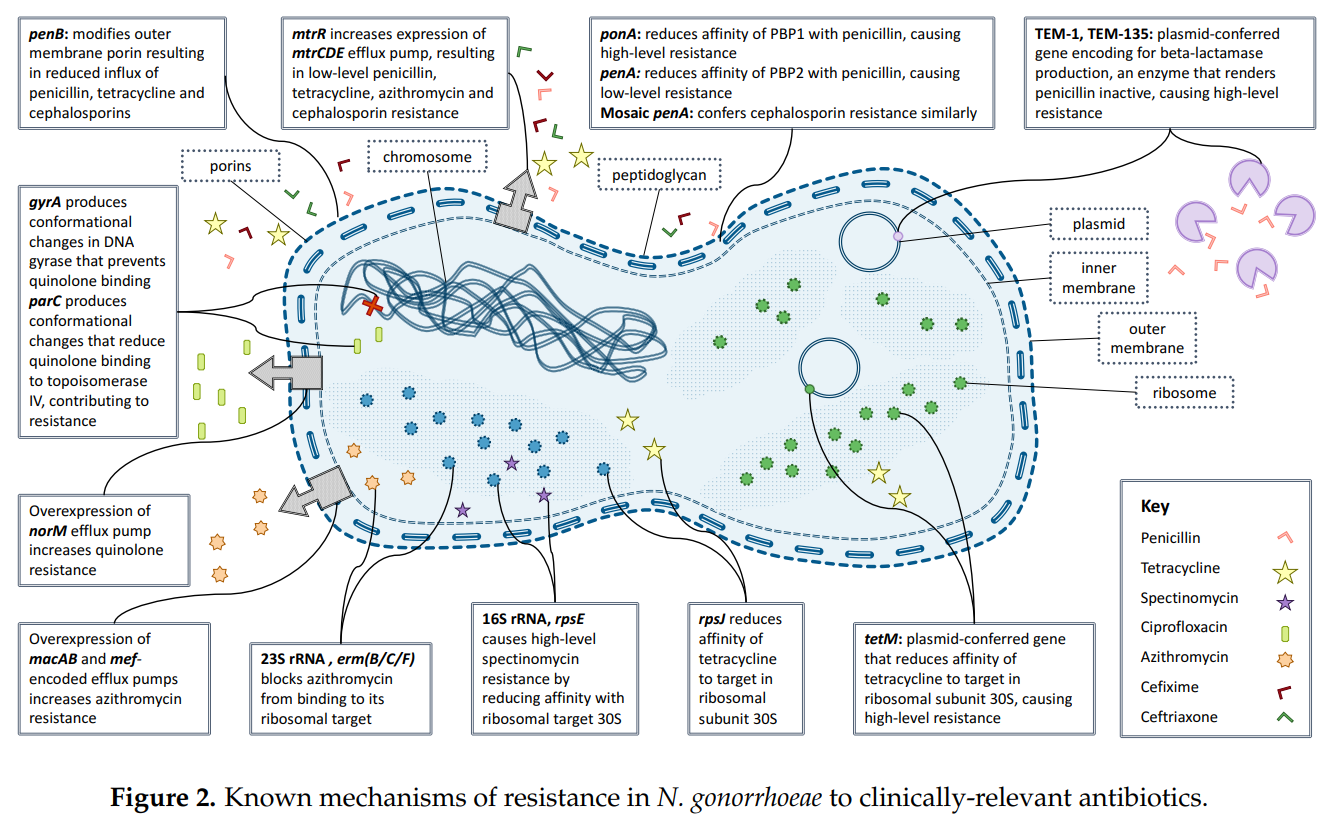 penB: modifies outer
membrane porin resulting
in reduced influx of
penicillin, tetracycline and
cephalosporins
mtrR increases expression of
mtrCDE efflux pump, resulting
in low-level penicillin,
tetracycline, azithromycin and
cephalosporin resistance
ponA: reduces affinity of PBP1 with penicillin, causing
high-level resistance
penA: reduces affinity of PBP2 with penicillin, causing
low-level resistance
Mosaic penA: confers cephalosporin resistance similarly
TEM-1, TEM-135: plasmid-conferred
gene encoding for beta-lactamase
production, an enzyme that renders
penicillin inactive, causing high-level
resistance
porins
chromosome
peptidoglycan
plasmid
inner
membrane
outer
membrane
ribosome
gyrA produces
conformational
changes in DNA
gyrase that prevents
quinolone binding
parC produces
conformational
changes that reduce
quinolone binding
to topoisomerase
IV, contributing to
resistance
Overexpression of
norM efflux pump
increases quinolone
resistance
Overexpression of
macAB and mef-
encoded efflux pumps
increases azithromycin
resistance
23S rRNA , erm(B/C/F)
blocks azithromycin
from binding to its
ribosomal target
16S rRNA, rpsE
causes high-level
spectinomycin
resistance by
reducing affinity with
ribosomal target 30S
rpsJ reduces
affinity of
tetracycline
to target in
ribosomal
subunit 30S
tetM: plasmid-conferred gene
that reduces affinity of
tetracycline to target in
ribosomal subunit 30S, causing
high-level resistance
Key
Penicillin
Tetracycline
Spectinomycin
Ciprofloxacin
Azithromycin
Cefixime
Ceftriaxone
Figure 2. Known mechanisms of resistance in N. gonorrhoeae to clinically-relevant antibiotics.